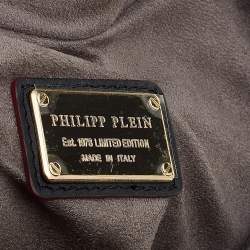 PHILIPP PLEIN
Est. 1978 LIMITED EDITION
MADE IN ITALY